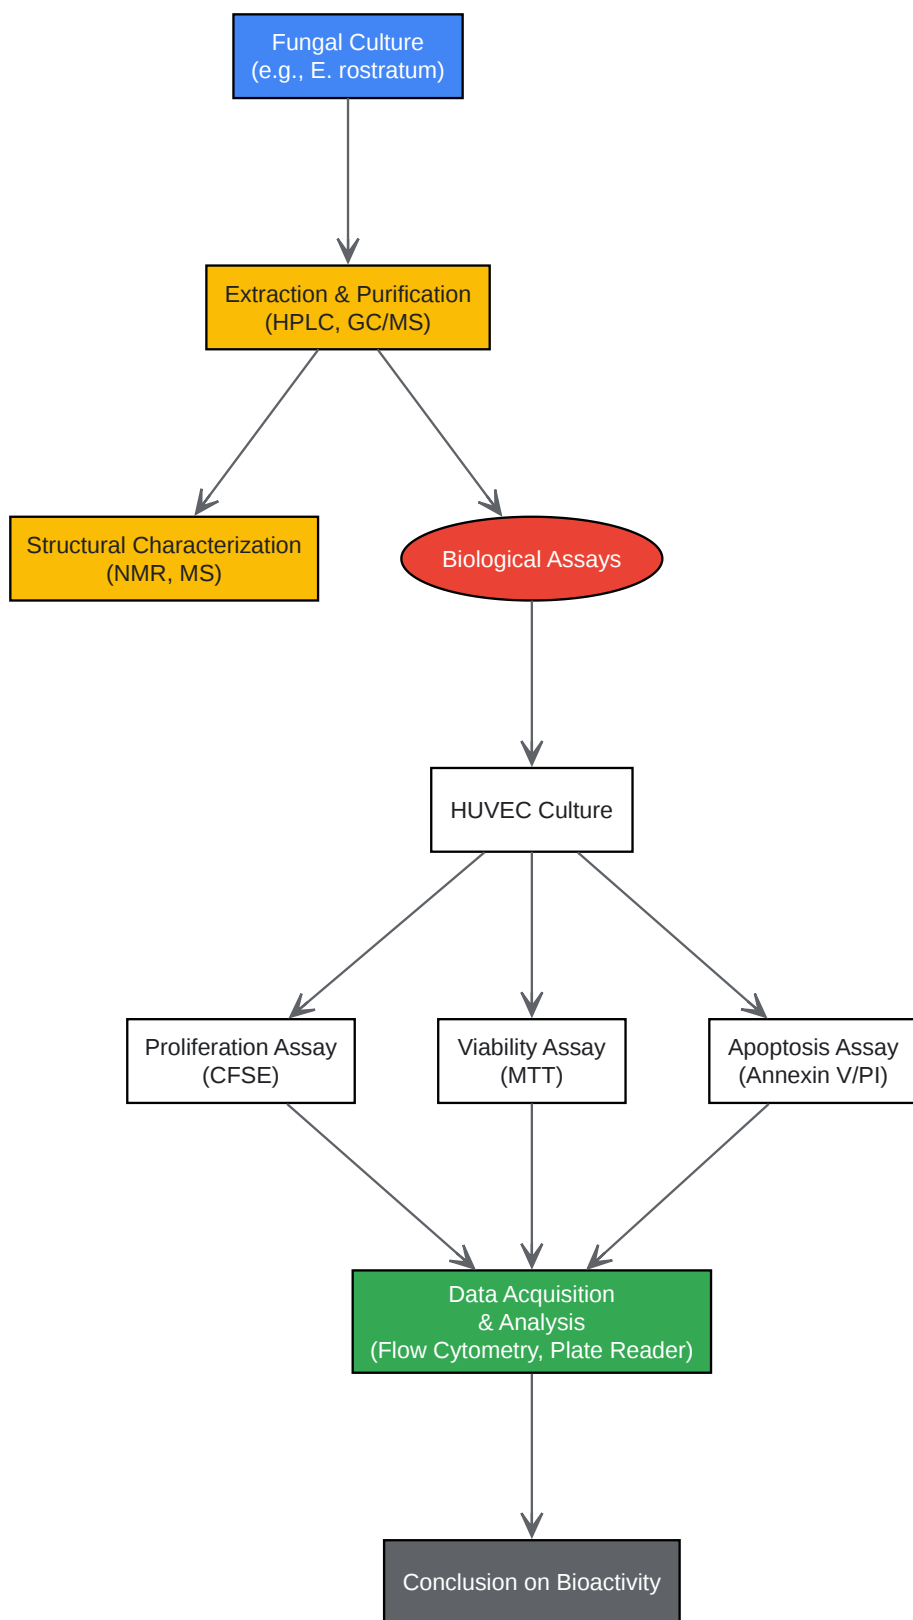 Fungal Culture
(e.g., E. rostratum)
Extraction & Purification
(HPLC, GC/MS)
Structural Characterization
(NMR, MS)
Biological Assays
HUVEC Culture
Proliferation Assay
(CFSE)
Viability Assay
(MTT)
Apoptosis Assay
(Annexin V/PI)
Data Acquisition
& Analysis
(Flow Cytometry, Plate Reader)
Conclusion on Bioactivity